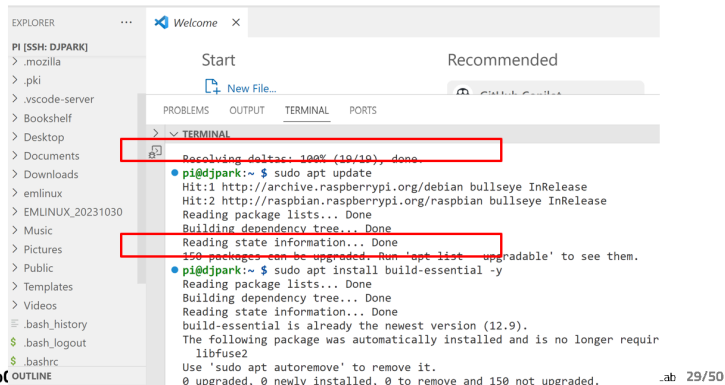 EXPLORER ...
PI [SSH: DJPARK]
.mozilla
.pki
.vscode-server
Bookshelf
Desktop
Documents
Downloads
emlinux
EMLINUX_20231030
Music
Pictures
Public
Templates
Videos
.bash_history
$ .bash_logout
$ .bashrc
OUTLINE
Welcome ×
Start
New File...
Recommended
GitHub Copilot
PROBLEMS OUTPUT TERMINAL PORTS
TERMINAL
Resolving deltas: 100% (19/19), done.
pi@djpark:~ $ sudo apt update
Hit:1 http://archive.raspberrypi.org/debian bullseye InRelease
Hit:2 http://raspbian.raspberrypi.org/raspbian bullseye InRelease
Reading package lists... Done
Building dependency tree... Done
Reading state information... Done
150 packages can be upgraded. Run 'apt list --upgradable' to see them.
pi@djpark:~ $ sudo apt install build-essential -y
Reading package lists... Done
Building dependency tree... Done
Reading state information... Done
build-essential is already the newest version (12.9).
The following package was automatically installed and is no longer requir
libfuse2
Use 'sudo apt autoremove' to remove it.
0 upgraded, 0 newly installed, 0 to remove and 150 not upgraded.
29/50